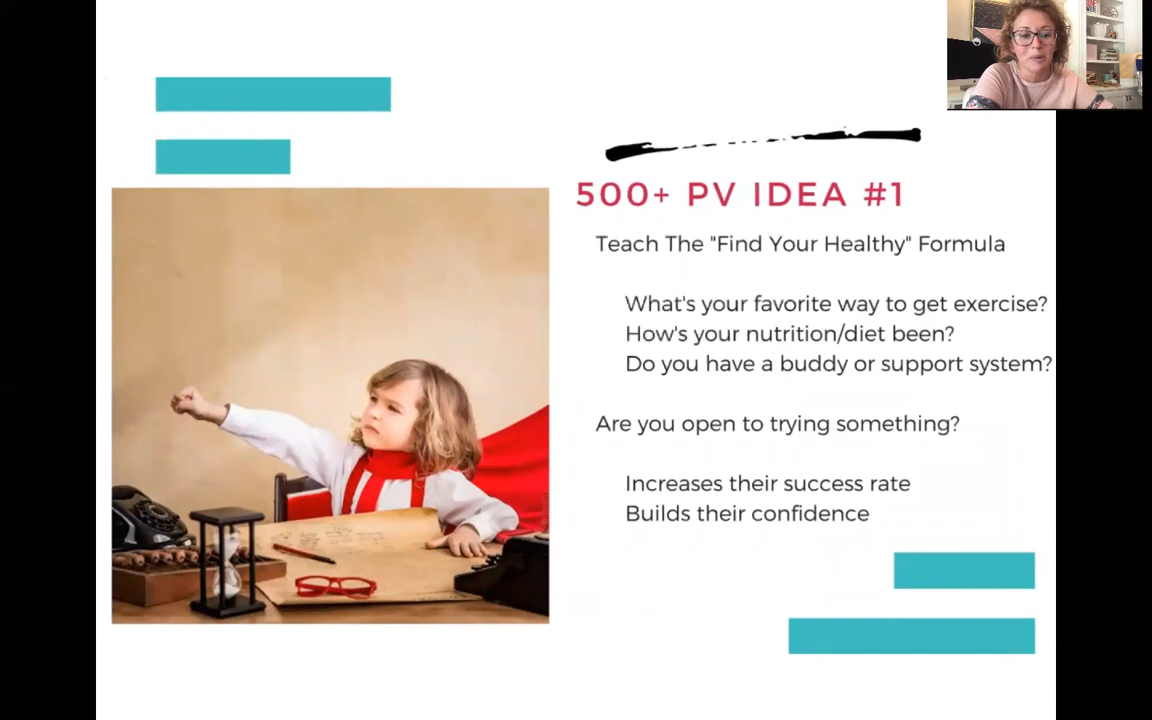 500+ PV IDEA #1
Teach The "Find Your Healthy" Formula
What's your favorite way to get exercise?
How's your nutrition/diet been?
Do you have a buddy or support system?
Are you open to trying something?
Increases their success rate
Builds their confidence